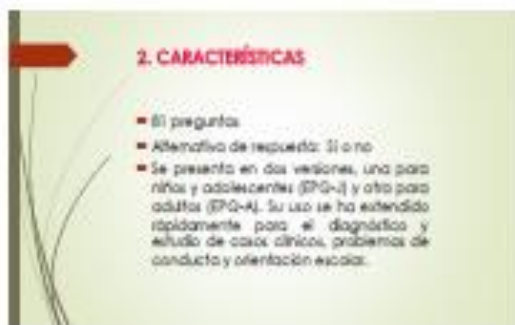 2. CARACTERÍSTICAS
81 preguntas
Alternativa de respuesta: Si o no
Se presenta en dos versiones, una para
niños y adolescentes (EPQ-J) y otra para
adultos (EPQ-A). Su uso se ha extendido
rápidamente para el diagnóstico y
estudio de casos clínicos, problemas de
conducta y orientación escolar.